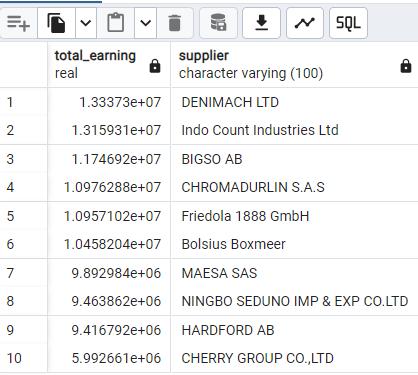 SQL
total_earning supplier
real character varying (100)
1 1.33373e+07 DENIMACH LTD
2 1.315931e+07 Indo Count Industries Ltd
3 1.174692e+07 BIGSO AB
4 1.0976288e+07 CHROMADURLIN S.A.S
5 1.0957102e+07 Friedola 1888 GmbH
6 1.0458204e+07 Bolsius Boxmeer
7 9.892984e+06 MAESA SAS
8 9.463862e+06 NINGBO SEDUNO IMP & EXP CO.LTD
9 9.416792e+06 HARDFORD AB
10 5.992661e+06 CHERRY GROUP CO.,LTD